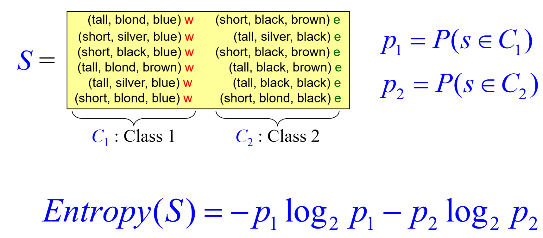 (tall, blond, blue) w (short, black, brown) e
(short, silver, blue) w (tall, silver, black) e
(short, black, blue) w (short, black, brown) e
(tall, blond, brown) w (tall, black, brown) e
(tall, silver, blue) w (tall, black, black) e
(short, blond, blue) w (short, blond, black) e
S =
C₁ : Class 1 C₂ : Class 2
p₁ = P(s ∈ C₁)
p₂ = P(s ∈ C₂)
Entropy(S) = −p₁ log₂ p₁ − p₂ log₂ p₂